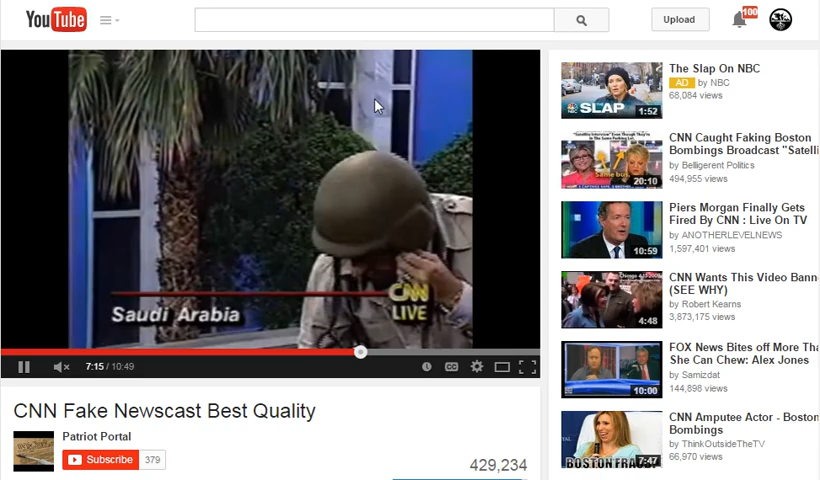 YouTube
Upload
100
Saudi Arabia
CNN
LIVE
7:15 / 10:49
CC
CNN Fake Newscast Best Quality
Patriot Portal
Subscribe
379
429,234
NBC
SLAP
1:52
The Slap On NBC
AD by NBC
68,084 views
Same bus
20:10
CNN Caught Faking Boston
Bombings Broadcast "Satelli
by Belligerent Politics
494,955 views
10:59
Piers Morgan Finally Gets
Fired By CNN : Live On TV
by ANOTHERLEVELNEWS
1,597,401 views
4:48
CNN Wants This Video Bann
(SEE WHY)
by Robert Kearns
3,873,175 views
10:00
FOX News Bites off More Tha
She Can Chew: Alex Jones
by Samizdat
144,898 views
BOSTON FRAUD
7:47
CNN Amputee Actor - Boston
Bombings
by ThinkOutsideTheTV
66,970 views